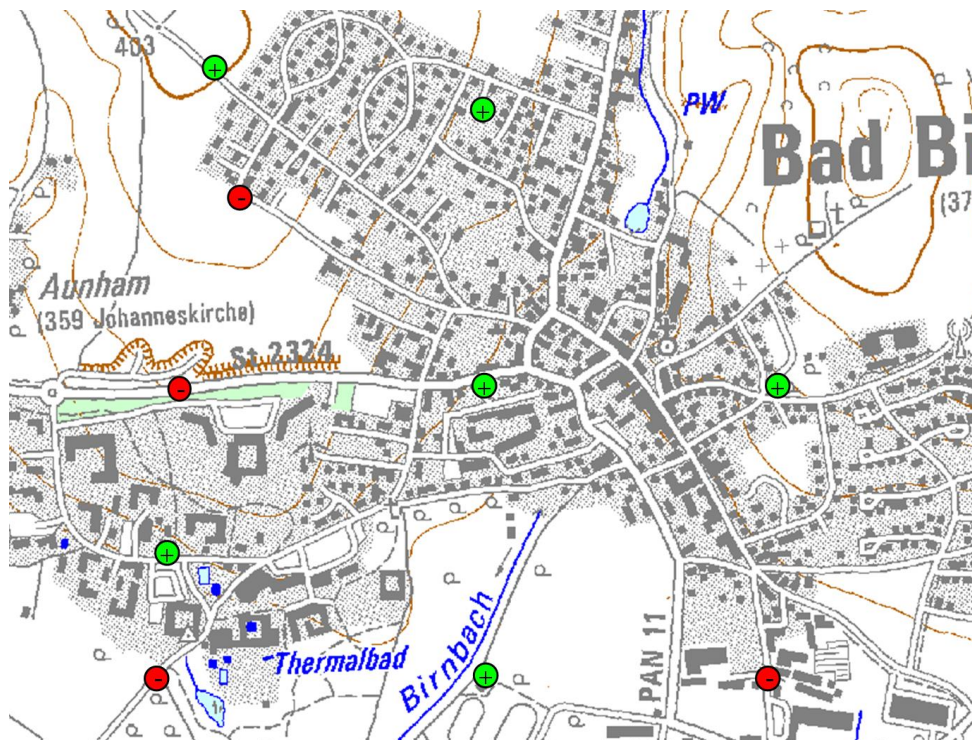 403
PW
Bad Bi
(37
Aunham
(359 Johanneskirche)
St 2324
Thermalbad
Birnbach
PAN 11